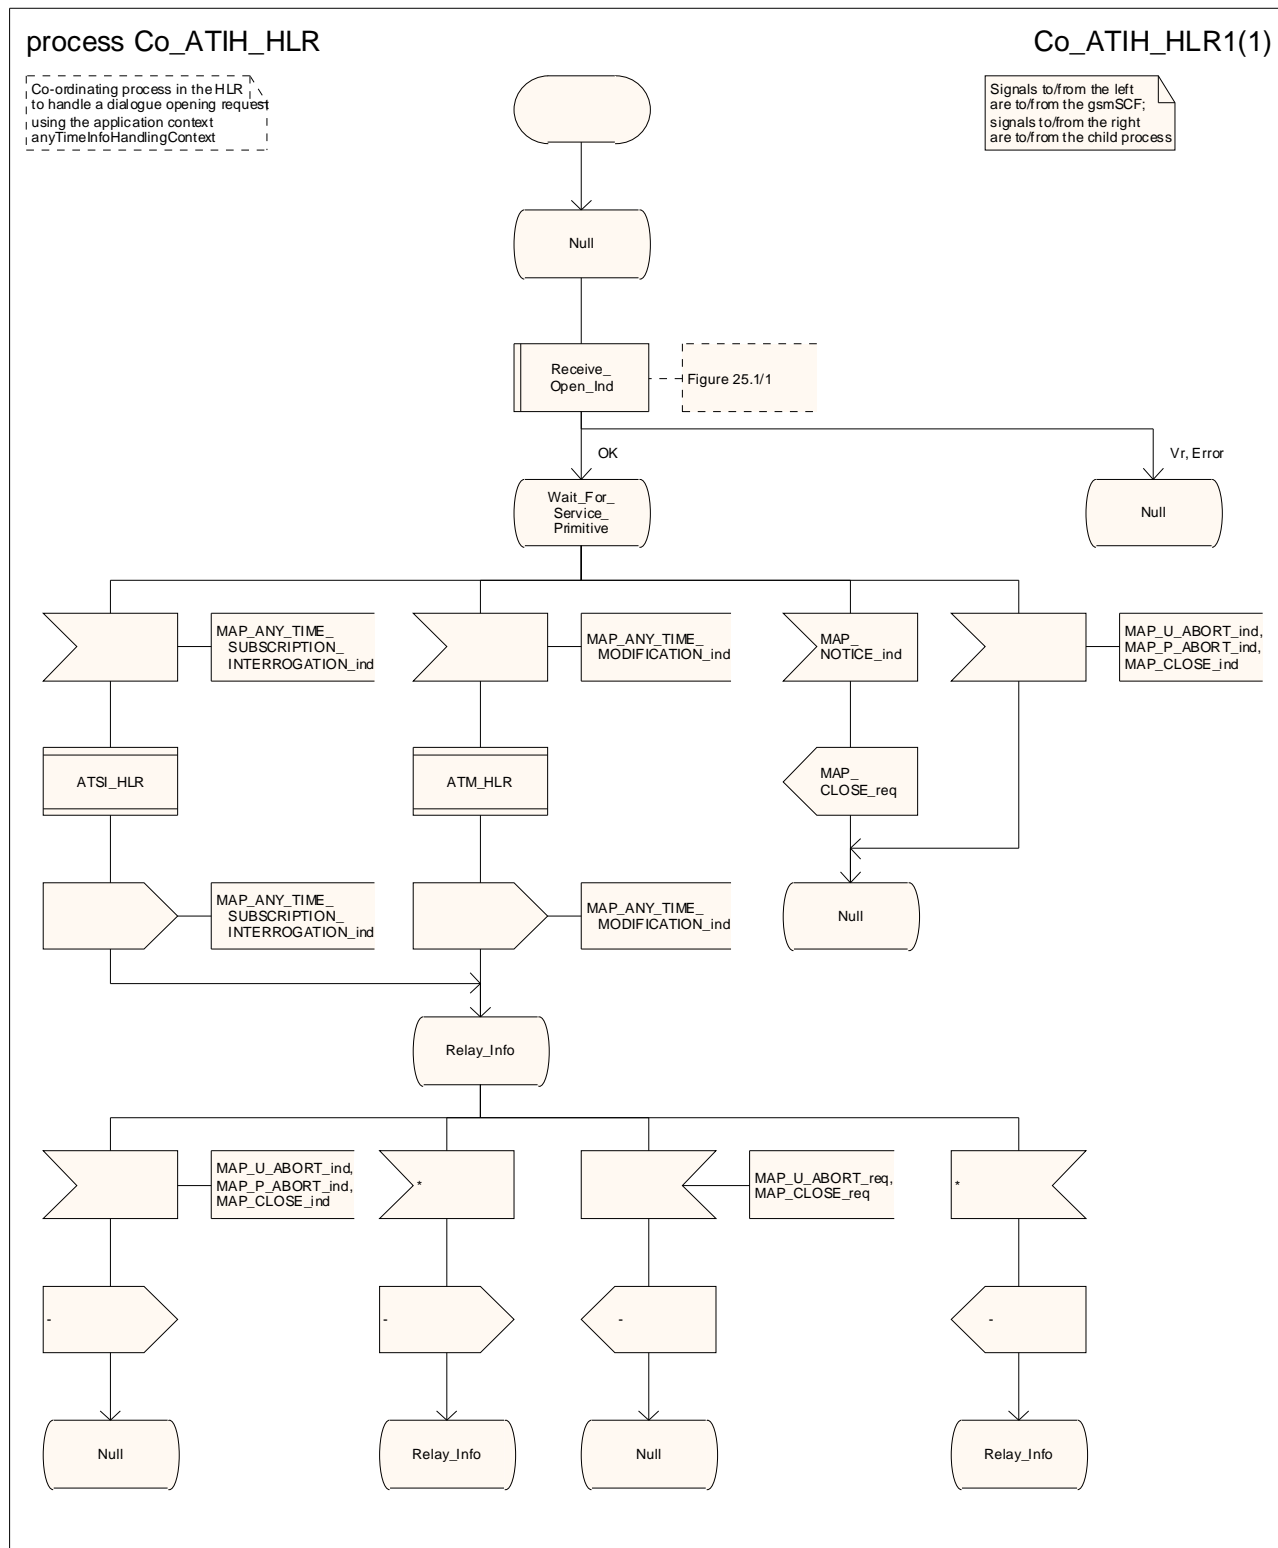 process Co_ATIH_HLR
Co_ATIH_HLR1(1)
Co-ordinating process in the HLR
to handle a dialogue opening request
using the application context
anyTimeInfoHandlingContext
Signals to/from the left
are to/from the gsmSCF;
signals to/from the right
are to/from the child process
Null
Receive_
Open_Ind
Figure 25.1/1
OK
Vr, Error
Wait_For_
Service_
Primitive
Null
MAP_ANY_TIME_
SUBSCRIPTION_
INTERROGATION_ind
MAP_ANY_TIME_
MODIFICATION_ind
MAP_
NOTICE_ind
MAP_U_ABORT_ind,
MAP_P_ABORT_ind,
MAP_CLOSE_ind
ATSI_HLR
ATM_HLR
MAP_
CLOSE_req
MAP_ANY_TIME_
SUBSCRIPTION_
INTERROGATION_ind
MAP_ANY_TIME_
MODIFICATION_ind
Null
Relay_Info
MAP_U_ABORT_ind,
MAP_P_ABORT_ind,
MAP_CLOSE_ind
*
MAP_U_ABORT_req,
MAP_CLOSE_req
*
-
-
-
-
Null
Relay_Info
Null
Relay_Info